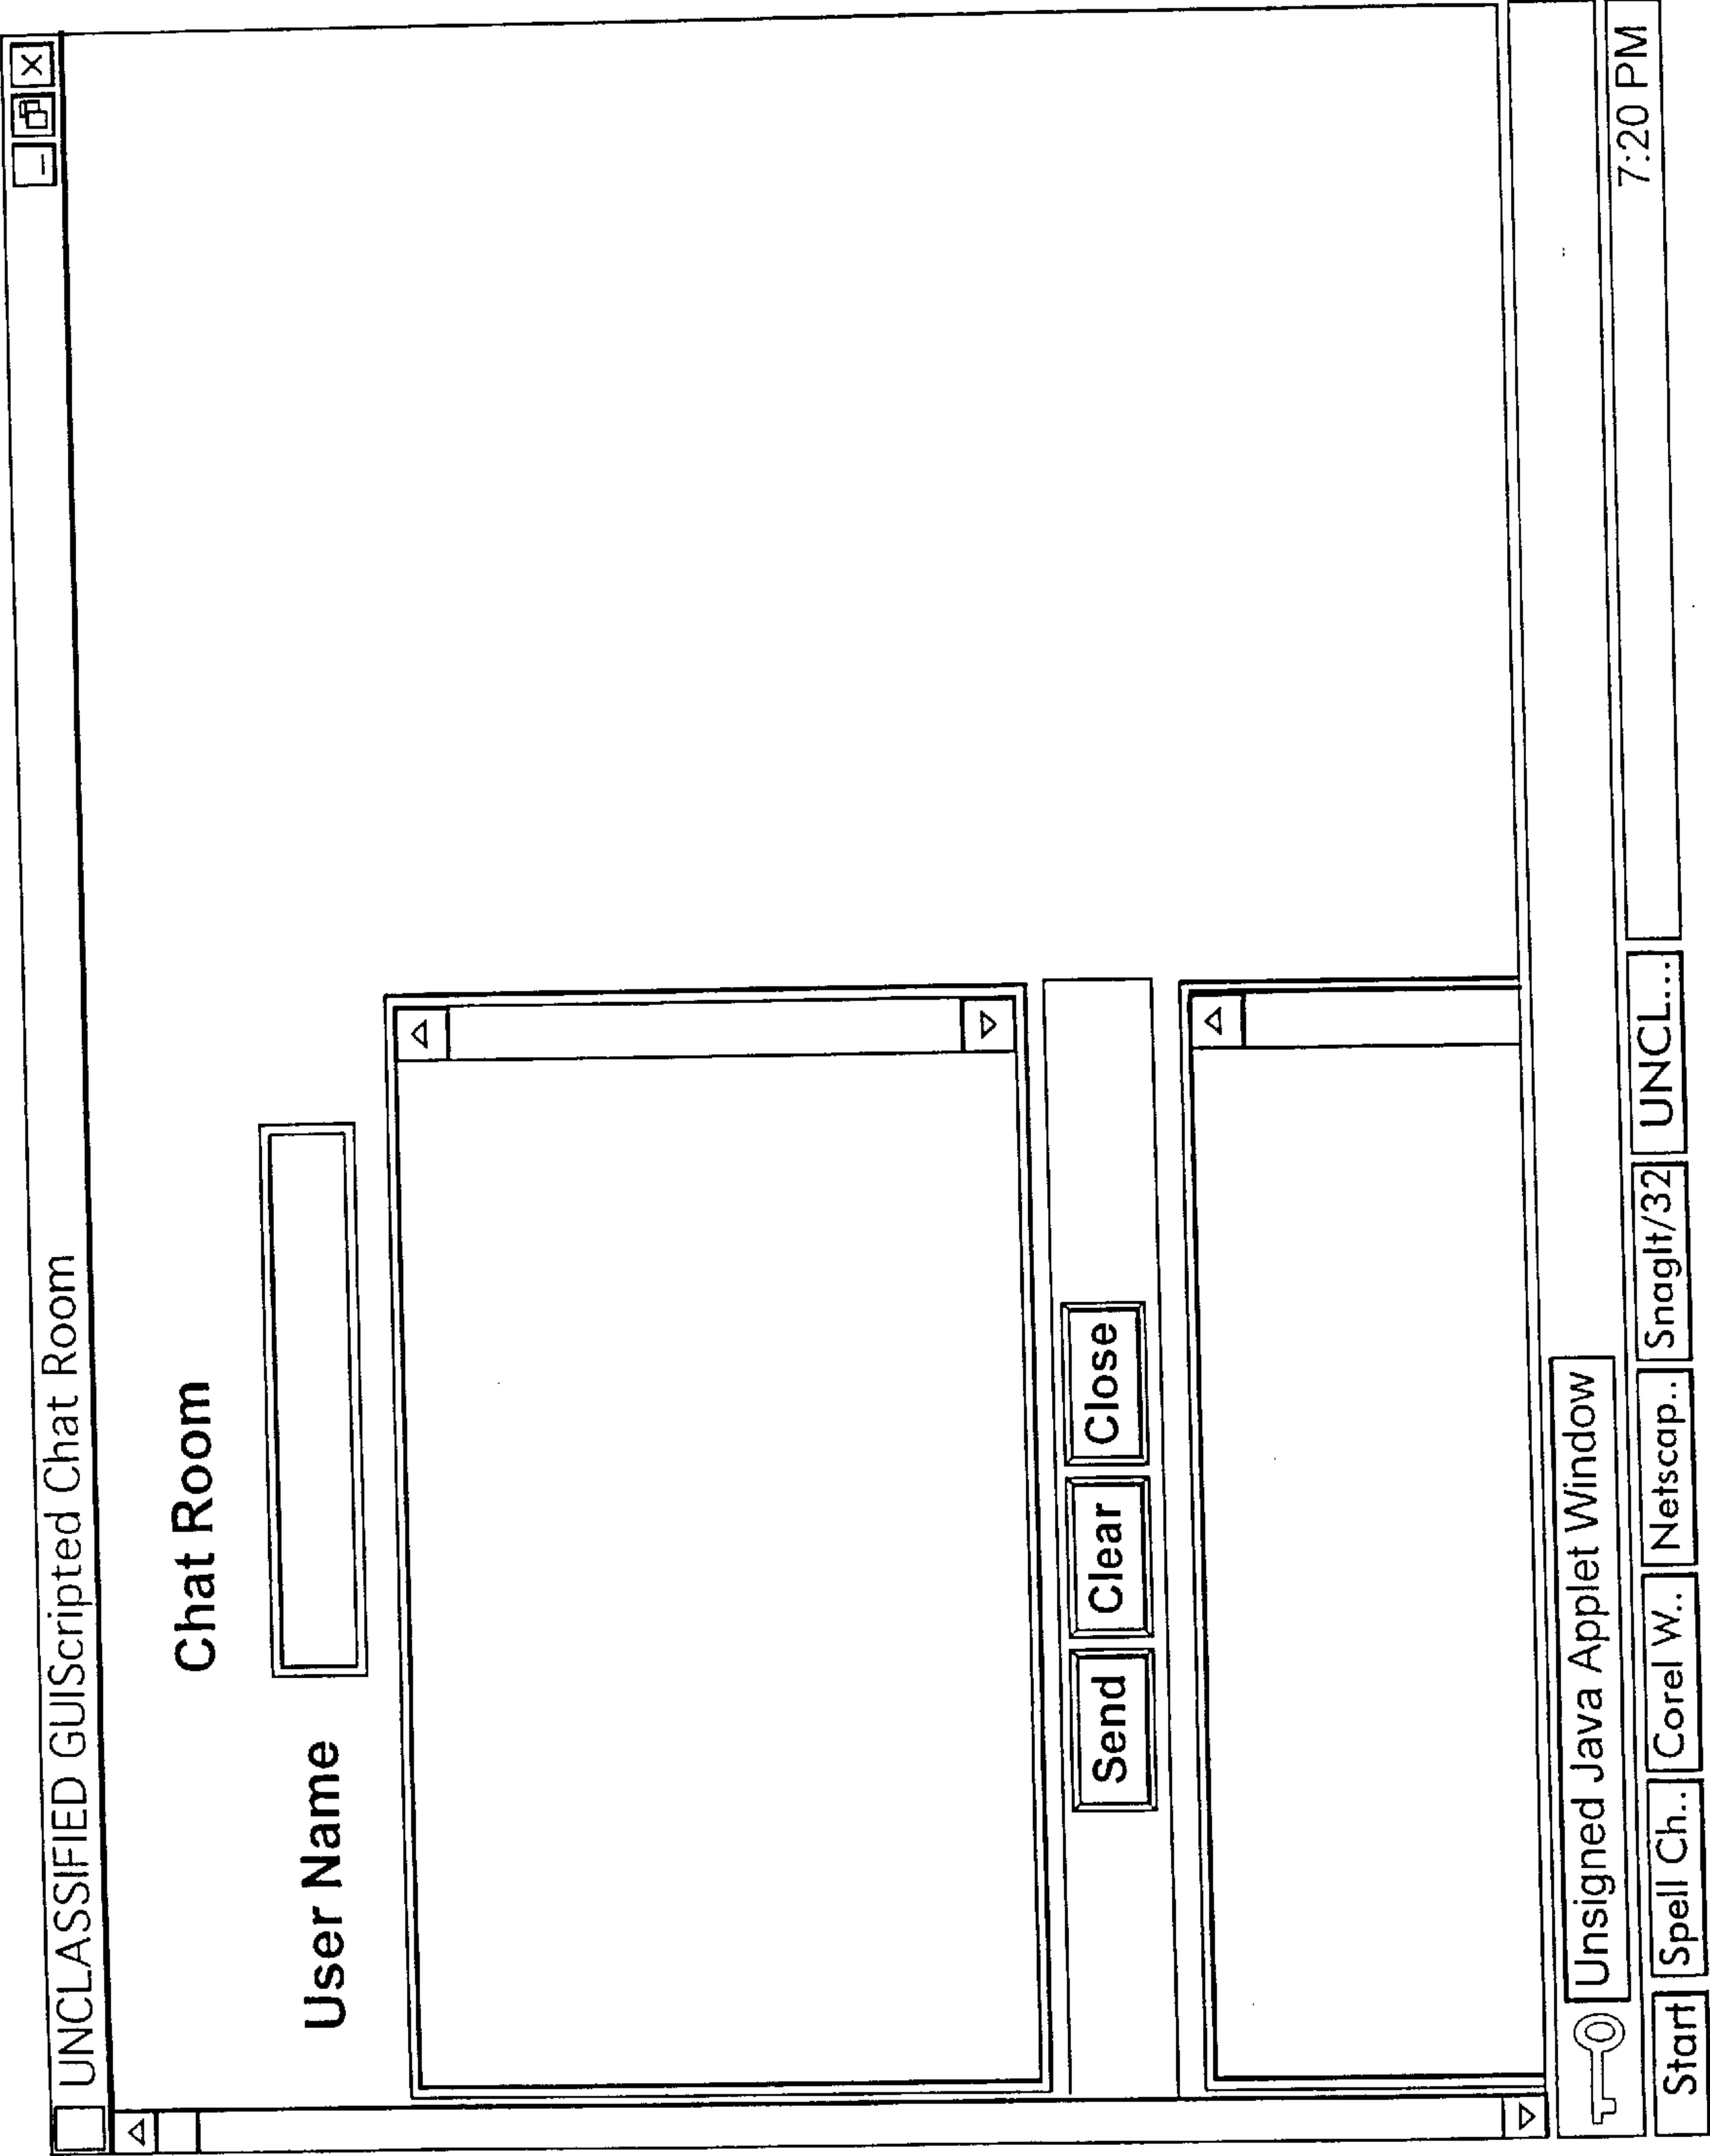 UNCLASSIFIED GUIScripted Chat Room
Chat Room
User Name
Send Clear Close
Unsigned Java Applet Window
Start Spell Ch.. Corel W.. Netscap.. SnagIt/32 UNCL... 7:20 PM